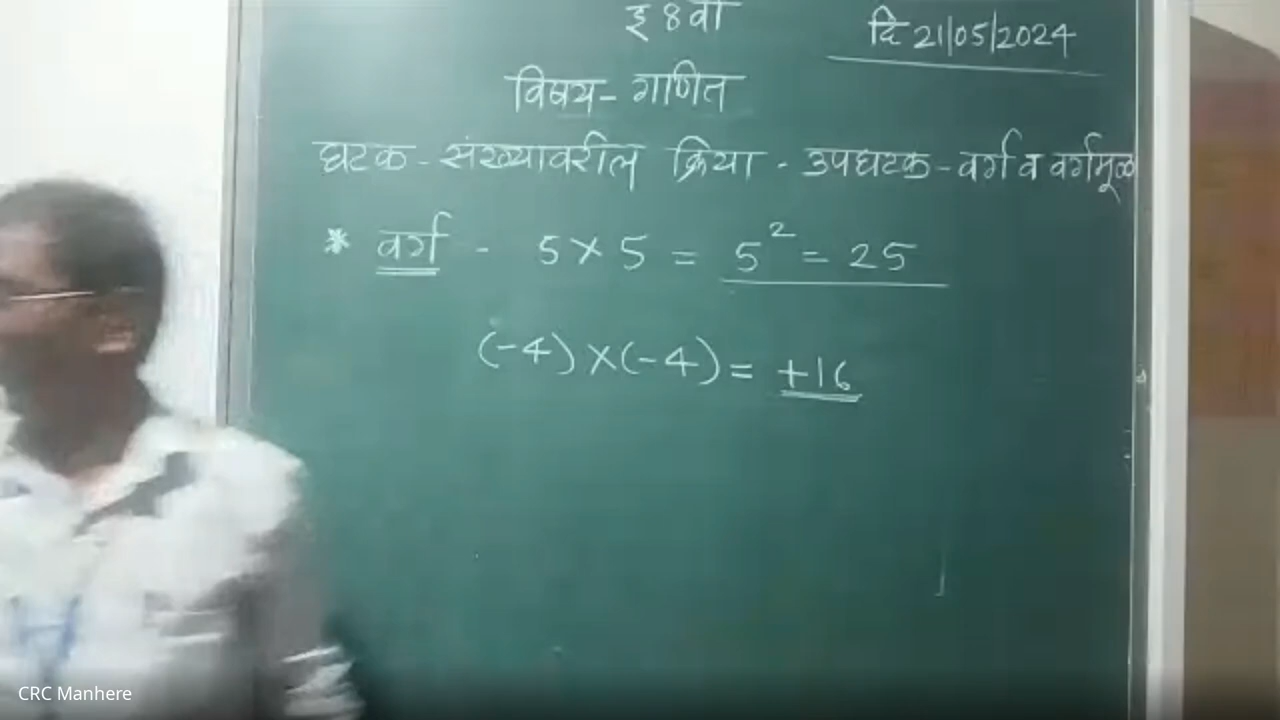 इ 8वी
दि 21/05/2024
विषय- गणित
घटक - संख्यावरील क्रिया - उपघटक - वर्ग व वर्गमूळ
* वर्ग - 5 × 5 = 5² = 25
(-4) × (-4) = +16
CRC Manhere